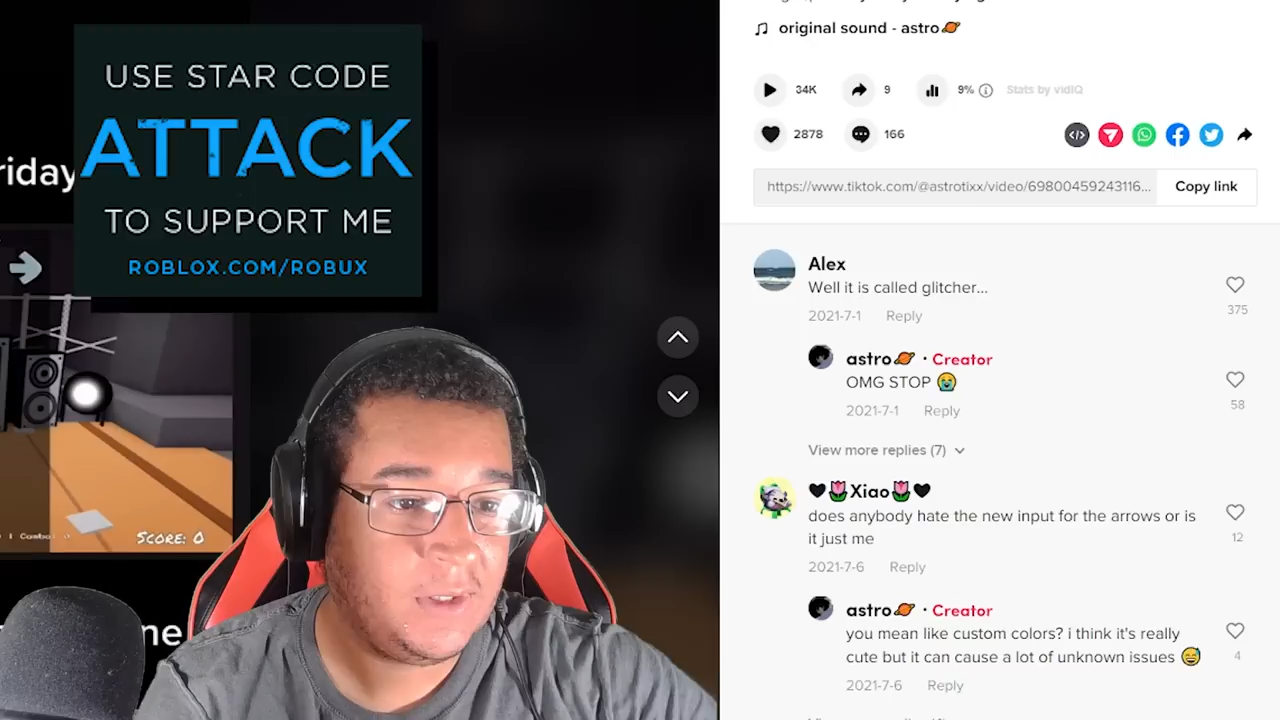 USE STAR CODE
ATTACK
TO SUPPORT ME
ROBLOX.COM/ROBUX
riday
Score: 0
ne
original sound - astro🪐
34K
9
9%
Stats by vidIQ
2878
166
https://www.tiktok.com/@astrotixx/video/69800459243116...
Copy link
Alex
Well it is called glitcher...
2021-7-1 Reply
375
astro🪐 · Creator
OMG STOP 😭
2021-7-1 Reply
58
View more replies (7)
🖤🌷Xiao🌷🖤
does anybody hate the new input for the arrows or is
it just me
2021-7-6 Reply
12
astro🪐 · Creator
you mean like custom colors? i think it's really
cute but it can cause a lot of unknown issues 😅
2021-7-6 Reply
4